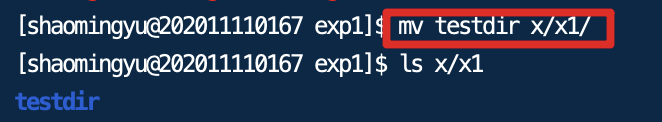 [shaomingyu@202011110167 exp1]$ mv testdir x/x1/
[shaomingyu@202011110167 exp1]$ ls x/x1
testdir